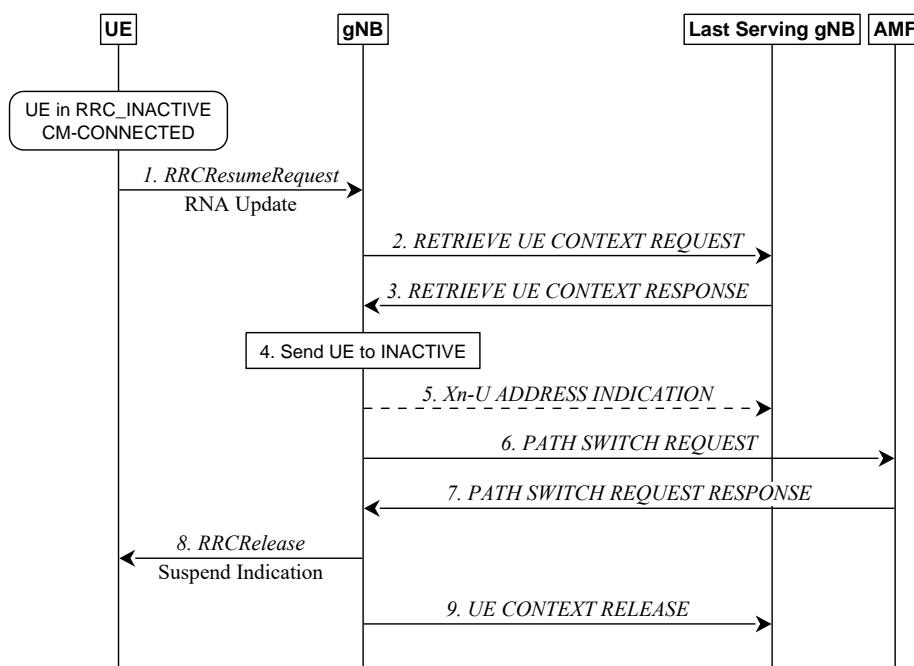 UE
gNB
Last Serving gNB
AMF
UE in RRC_INACTIVE
CM-CONNECTED
1. RRCResumeRequest
RNA Update
2. RETRIEVE UE CONTEXT REQUEST
3. RETRIEVE UE CONTEXT RESPONSE
4. Send UE to INACTIVE
5. Xn-U ADDRESS INDICATION
6. PATH SWITCH REQUEST
7. PATH SWITCH REQUEST RESPONSE
8. RRCRelease
Suspend Indication
9. UE CONTEXT RELEASE